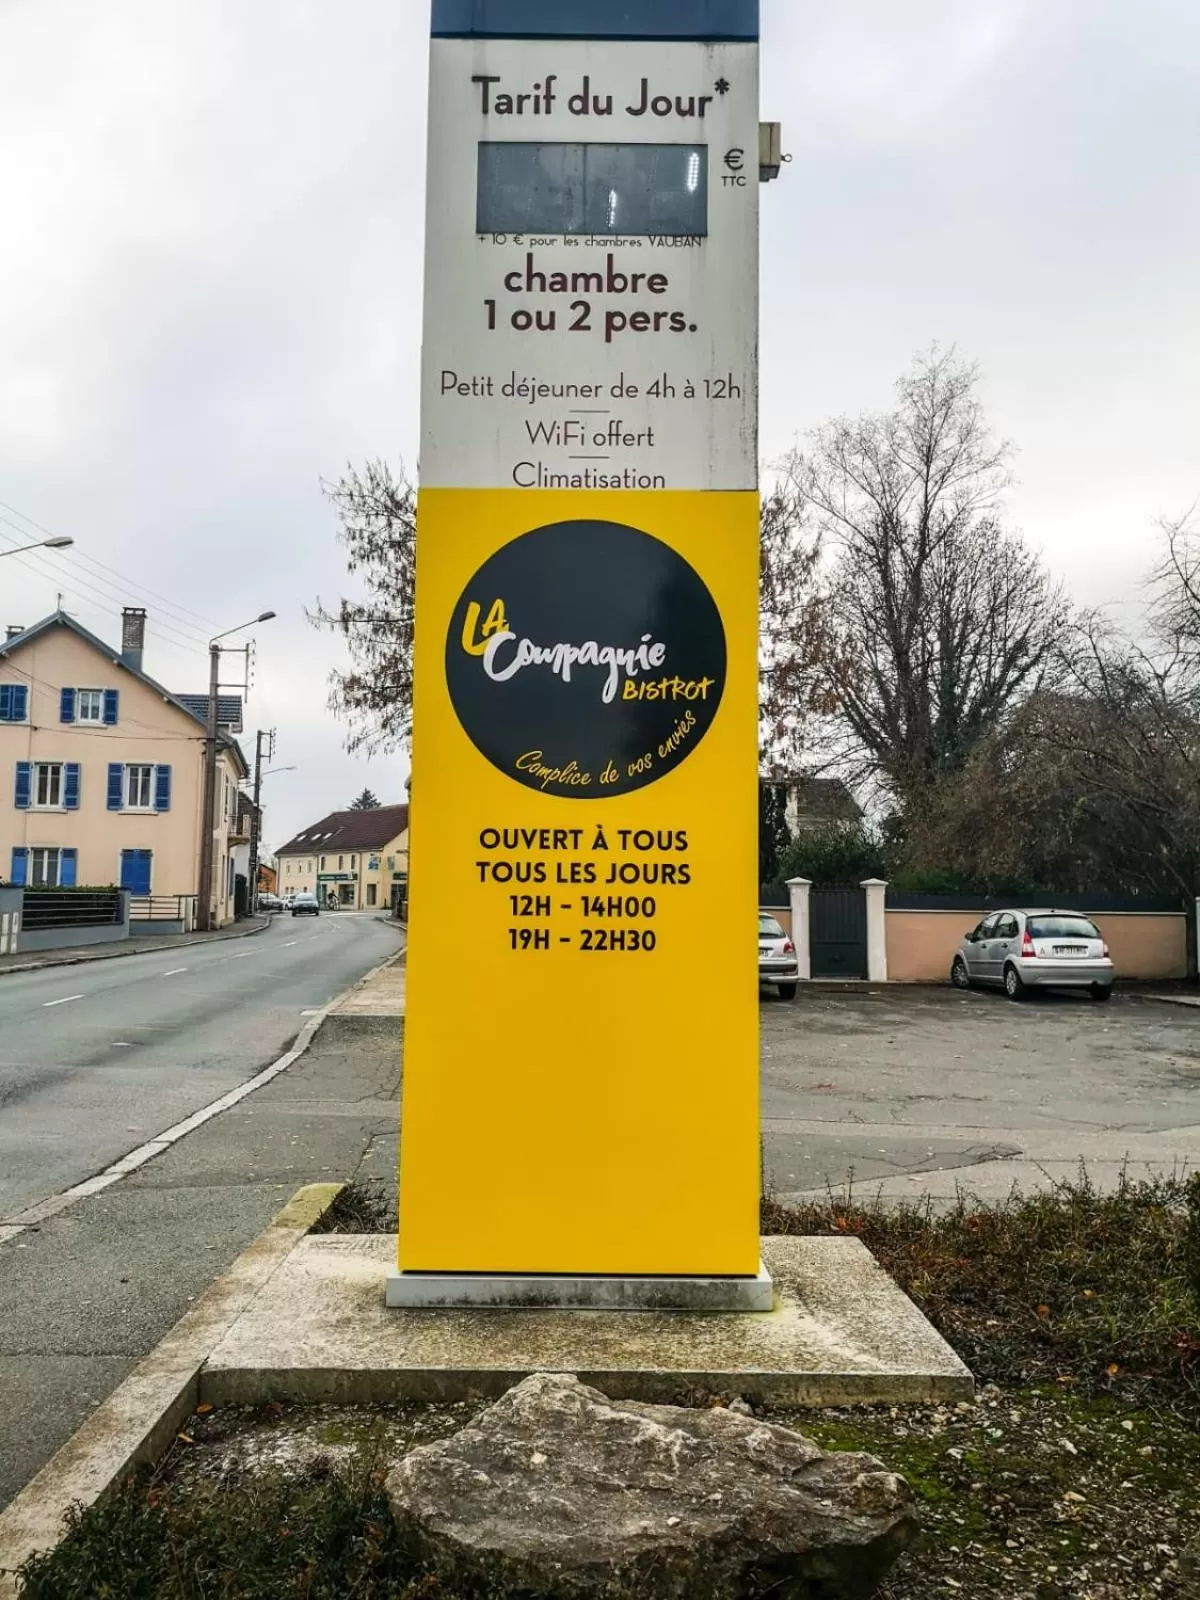 Tarif du Jour*
€
TTC
+ 10 € pour les chambres VAUBAN
chambre
1 ou 2 pers.
Petit déjeuner de 4h à 12h
WiFi offert
Climatisation
LA
Compagnie
BISTROT
Complice de vos envies
OUVERT À TOUS
TOUS LES JOURS
12H - 14H00
19H - 22H30